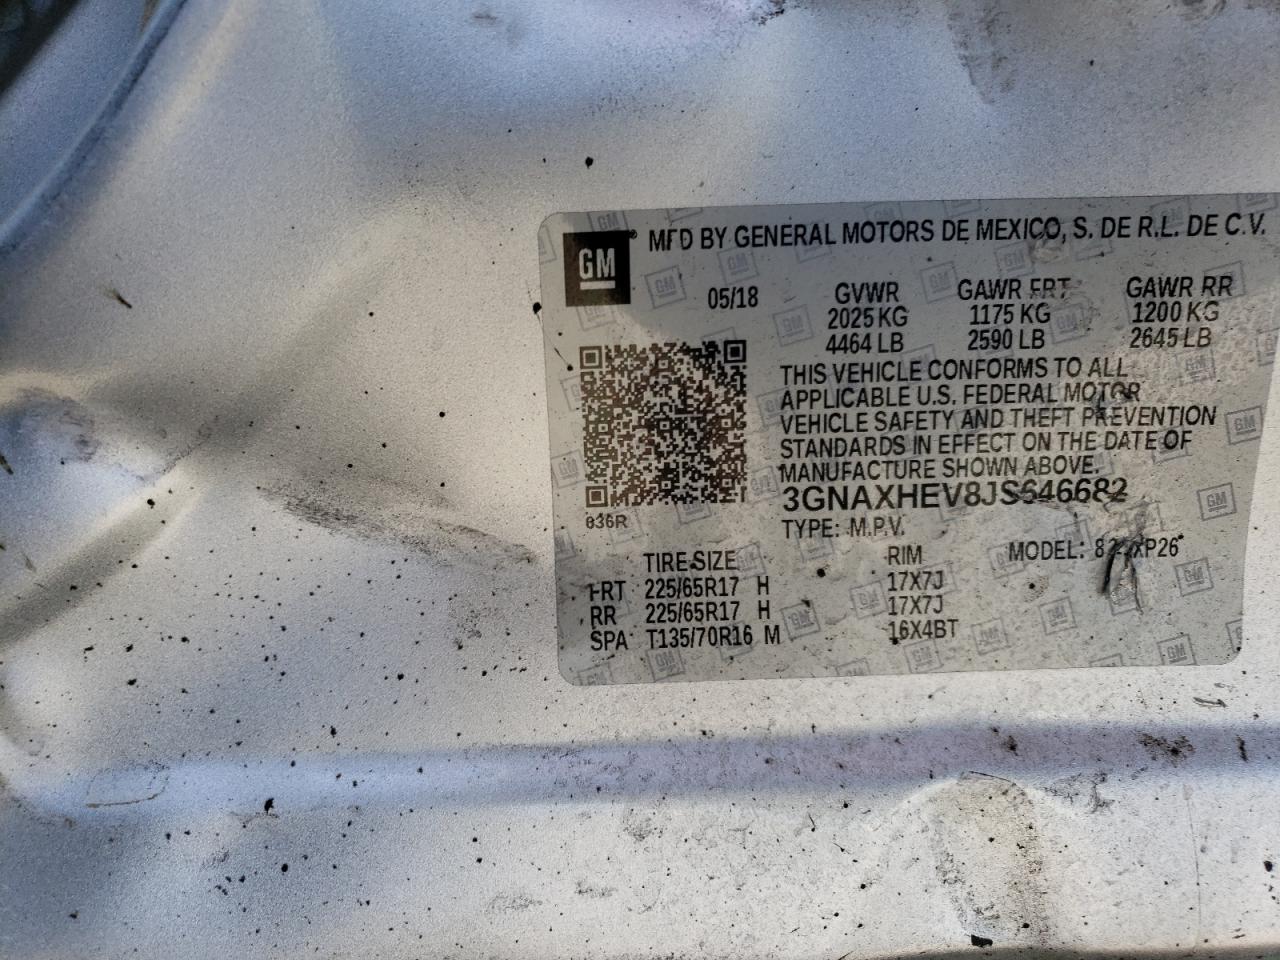 GM
MFD BY GENERAL MOTORS DE MEXICO, S. DE R.L. DE C.V.
05/18
GVWR GAWR FRT GAWR RR
2025 KG 1175 KG 1200 KG
4464 LB 2590 LB 2645 LB
THIS VEHICLE CONFORMS TO ALL
APPLICABLE U.S. FEDERAL MOTOR
VEHICLE SAFETY AND THEFT PREVENTION
STANDARDS IN EFFECT ON THE DATE OF
MANUFACTURE SHOWN ABOVE.
3GNAXHEV8JS646682
836R
TYPE: M.P.V.
TIRE SIZE RIM MODEL:
FRT 225/65R17 H 17X7J
RR 225/65R17 H 17X7J
SPA T135/70R16 M 16X4BT